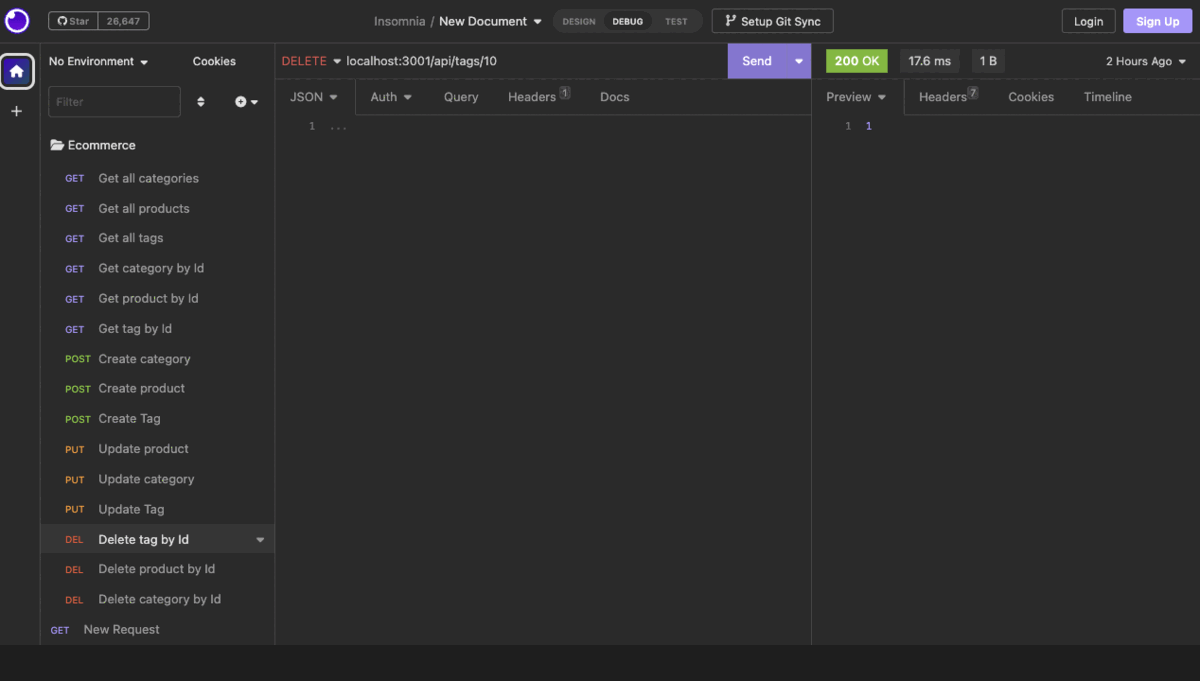 Star 26,647 Insomnia / New Document DESIGN DEBUG TEST Setup Git Sync Login Sign Up
No Environment Cookies
DELETE localhost:3001/api/tags/10 Send 200 OK 17.6 ms 1 B 2 Hours Ago
Filter
JSON Auth Query Headers 1 Docs Preview Headers 7 Cookies Timeline
1 ...
1 1
Ecommerce
GET Get all categories
GET Get all products
GET Get all tags
GET Get category by Id
GET Get product by Id
GET Get tag by Id
POST Create category
POST Create product
POST Create Tag
PUT Update product
PUT Update category
PUT Update Tag
DEL Delete tag by Id
DEL Delete product by Id
DEL Delete category by Id
GET New Request